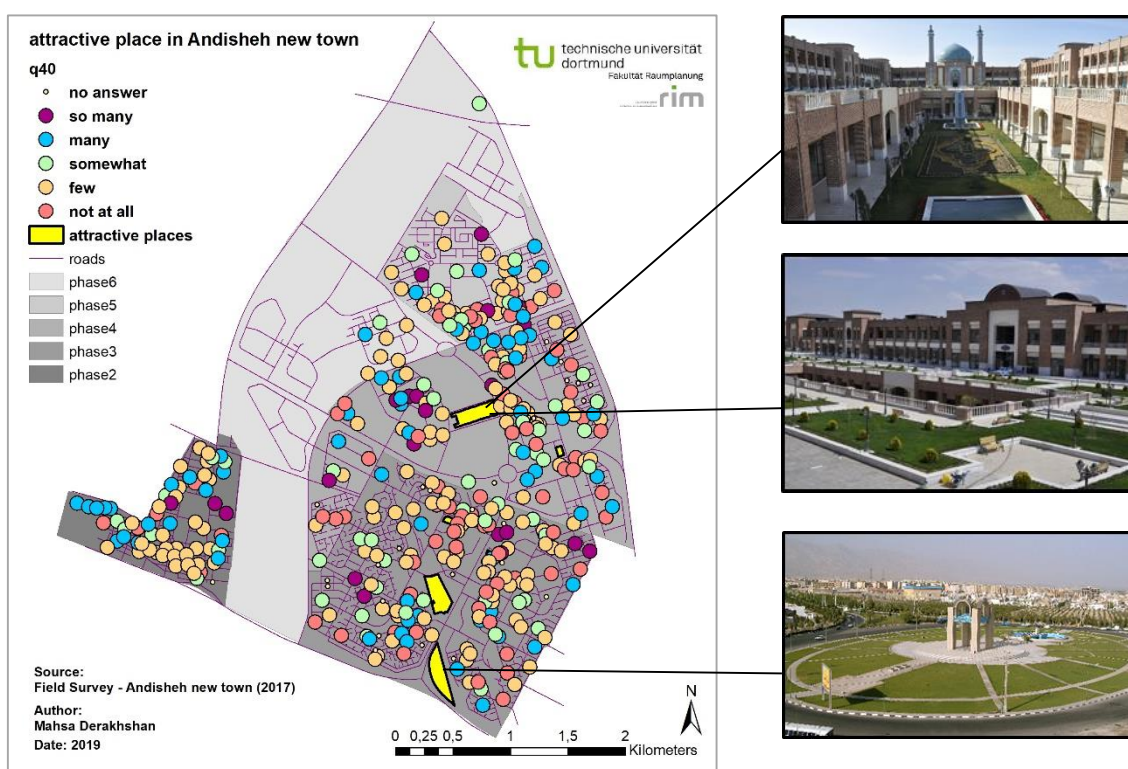 attractive place in Andisheh new town
q40
no answer
so many
many
somewhat
few
not at all
attractive places
roads
phase6
phase5
phase4
phase3
phase2
tu technische universität
dortmund
Fakultät Raumplanung
rim
Source:
Field Survey - Andisheh new town (2017)
Author:
Mahsa Derakhshan
Date: 2019
N
0 0,25 0,5 1 1,5 2
Kilometers